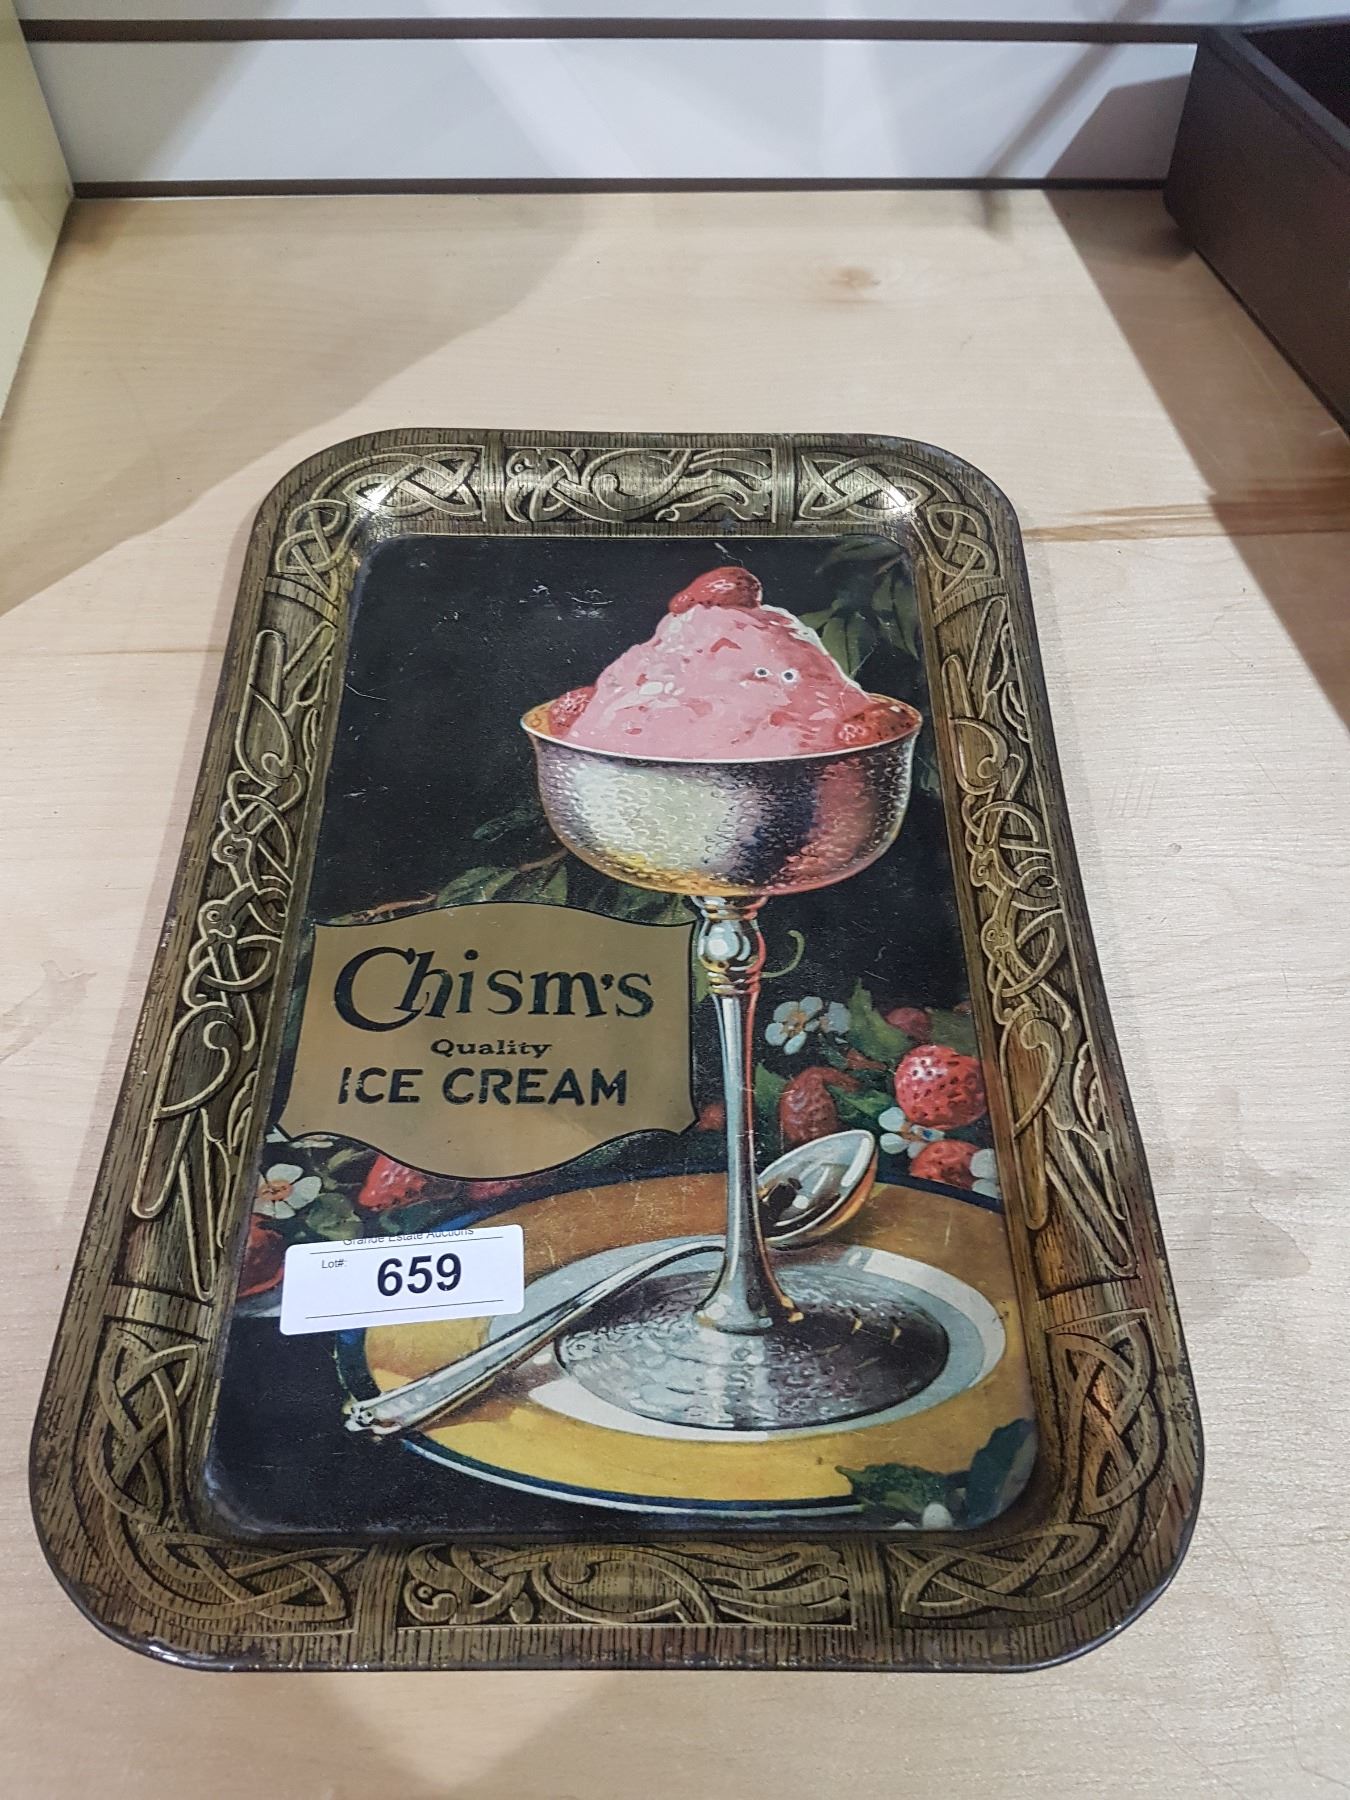 Chism's
Quality
ICE CREAM
Grande Estate Auctions
Lot#:
659